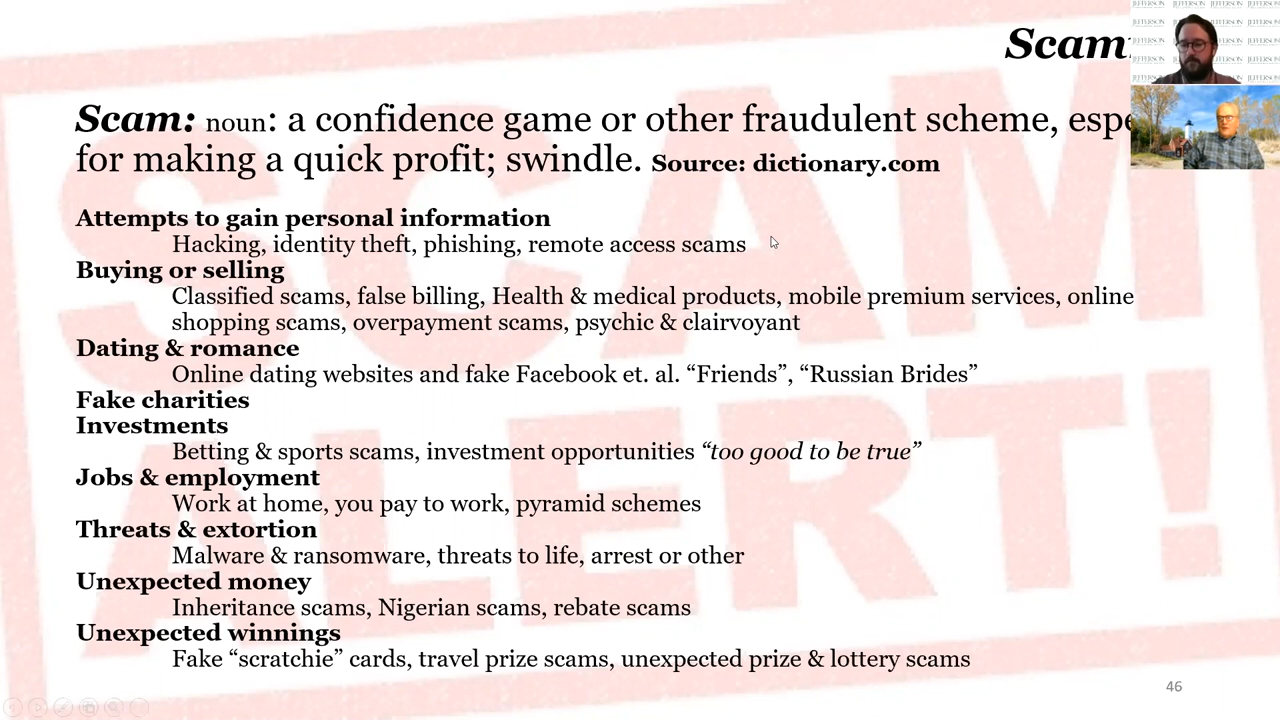 Scam
Scam: noun: a confidence game or other fraudulent scheme, espe
for making a quick profit; swindle. Source: dictionary.com
Attempts to gain personal information
Hacking, identity theft, phishing, remote access scams
Buying or selling
Classified scams, false billing, Health & medical products, mobile premium services, online
shopping scams, overpayment scams, psychic & clairvoyant
Dating & romance
Online dating websites and fake Facebook et. al. “Friends”, “Russian Brides”
Fake charities
Investments
Betting & sports scams, investment opportunities “too good to be true”
Jobs & employment
Work at home, you pay to work, pyramid schemes
Threats & extortion
Malware & ransomware, threats to life, arrest or other
Unexpected money
Inheritance scams, Nigerian scams, rebate scams
Unexpected winnings
Fake “scratchie” cards, travel prize scams, unexpected prize & lottery scams
46
SCAM
ALERT!
JEFFERSON